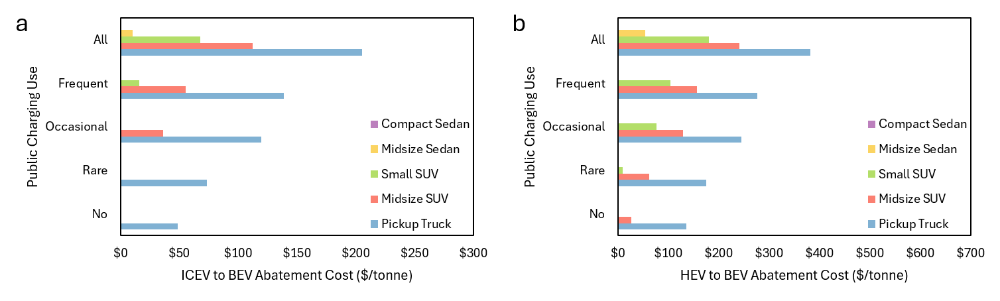 a
Public Charging Use
All
Frequent
Occasional
Rare
No
Compact Sedan
Midsize Sedan
Small SUV
Midsize SUV
Pickup Truck
$0 $50 $100 $150 $200 $250 $300
ICEV to BEV Abatement Cost ($/tonne)
b
Public Charging Use
All
Frequent
Occasional
Rare
No
Compact Sedan
Midsize Sedan
Small SUV
Midsize SUV
Pickup Truck
$0 $100 $200 $300 $400 $500 $600 $700
HEV to BEV Abatement Cost ($/tonne)